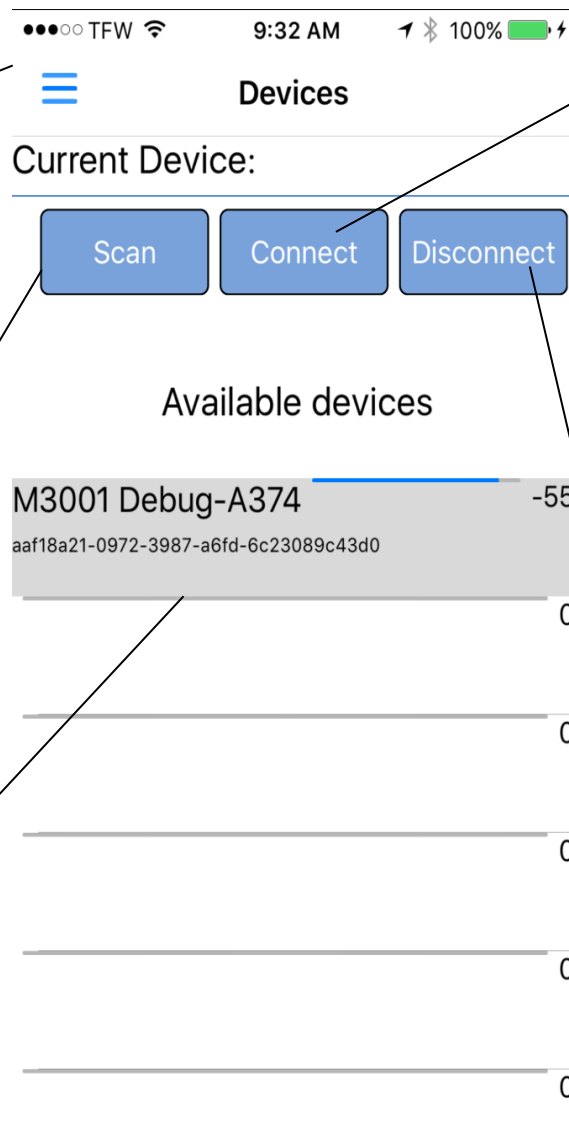 TFW 9:32 AM 100%
Devices
Current Device:
Scan Connect Disconnect
Available devices
M3001 Debug-A374 -55
aaf18a21-0972-3987-a6fd-6c23089c43d0
0
0
0
0
0